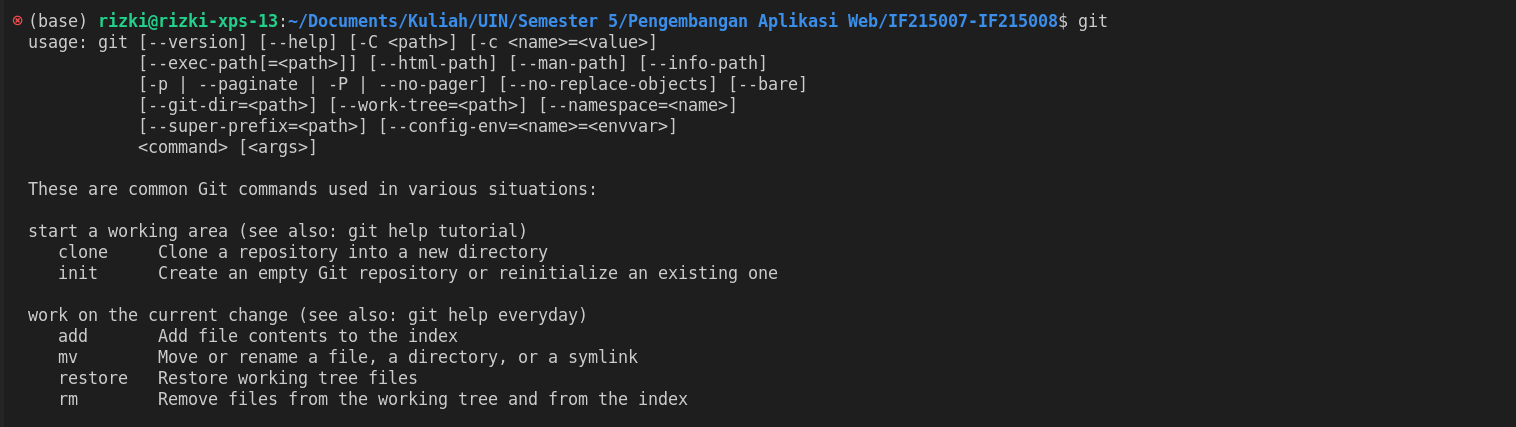 (base) rizki@rizki-xps-13:~/Documents/Kuliah/UIN/Semester 5/Pengembangan Aplikasi Web/IF215007-IF215008$ git
usage: git [--version] [--help] [-C <path>] [-c <name>=<value>]
           [--exec-path[=<path>]] [--html-path] [--man-path] [--info-path]
           [-p | --paginate | -P | --no-pager] [--no-replace-objects] [--bare]
           [--git-dir=<path>] [--work-tree=<path>] [--namespace=<name>]
           [--super-prefix=<path>] [--config-env=<name>=<envvar>]
           <command> [<args>]

These are common Git commands used in various situations:

start a working area (see also: git help tutorial)
   clone     Clone a repository into a new directory
   init      Create an empty Git repository or reinitialize an existing one

work on the current change (see also: git help everyday)
   add       Add file contents to the index
   mv        Move or rename a file, a directory, or a symlink
   restore   Restore working tree files
   rm        Remove files from the working tree and from the index